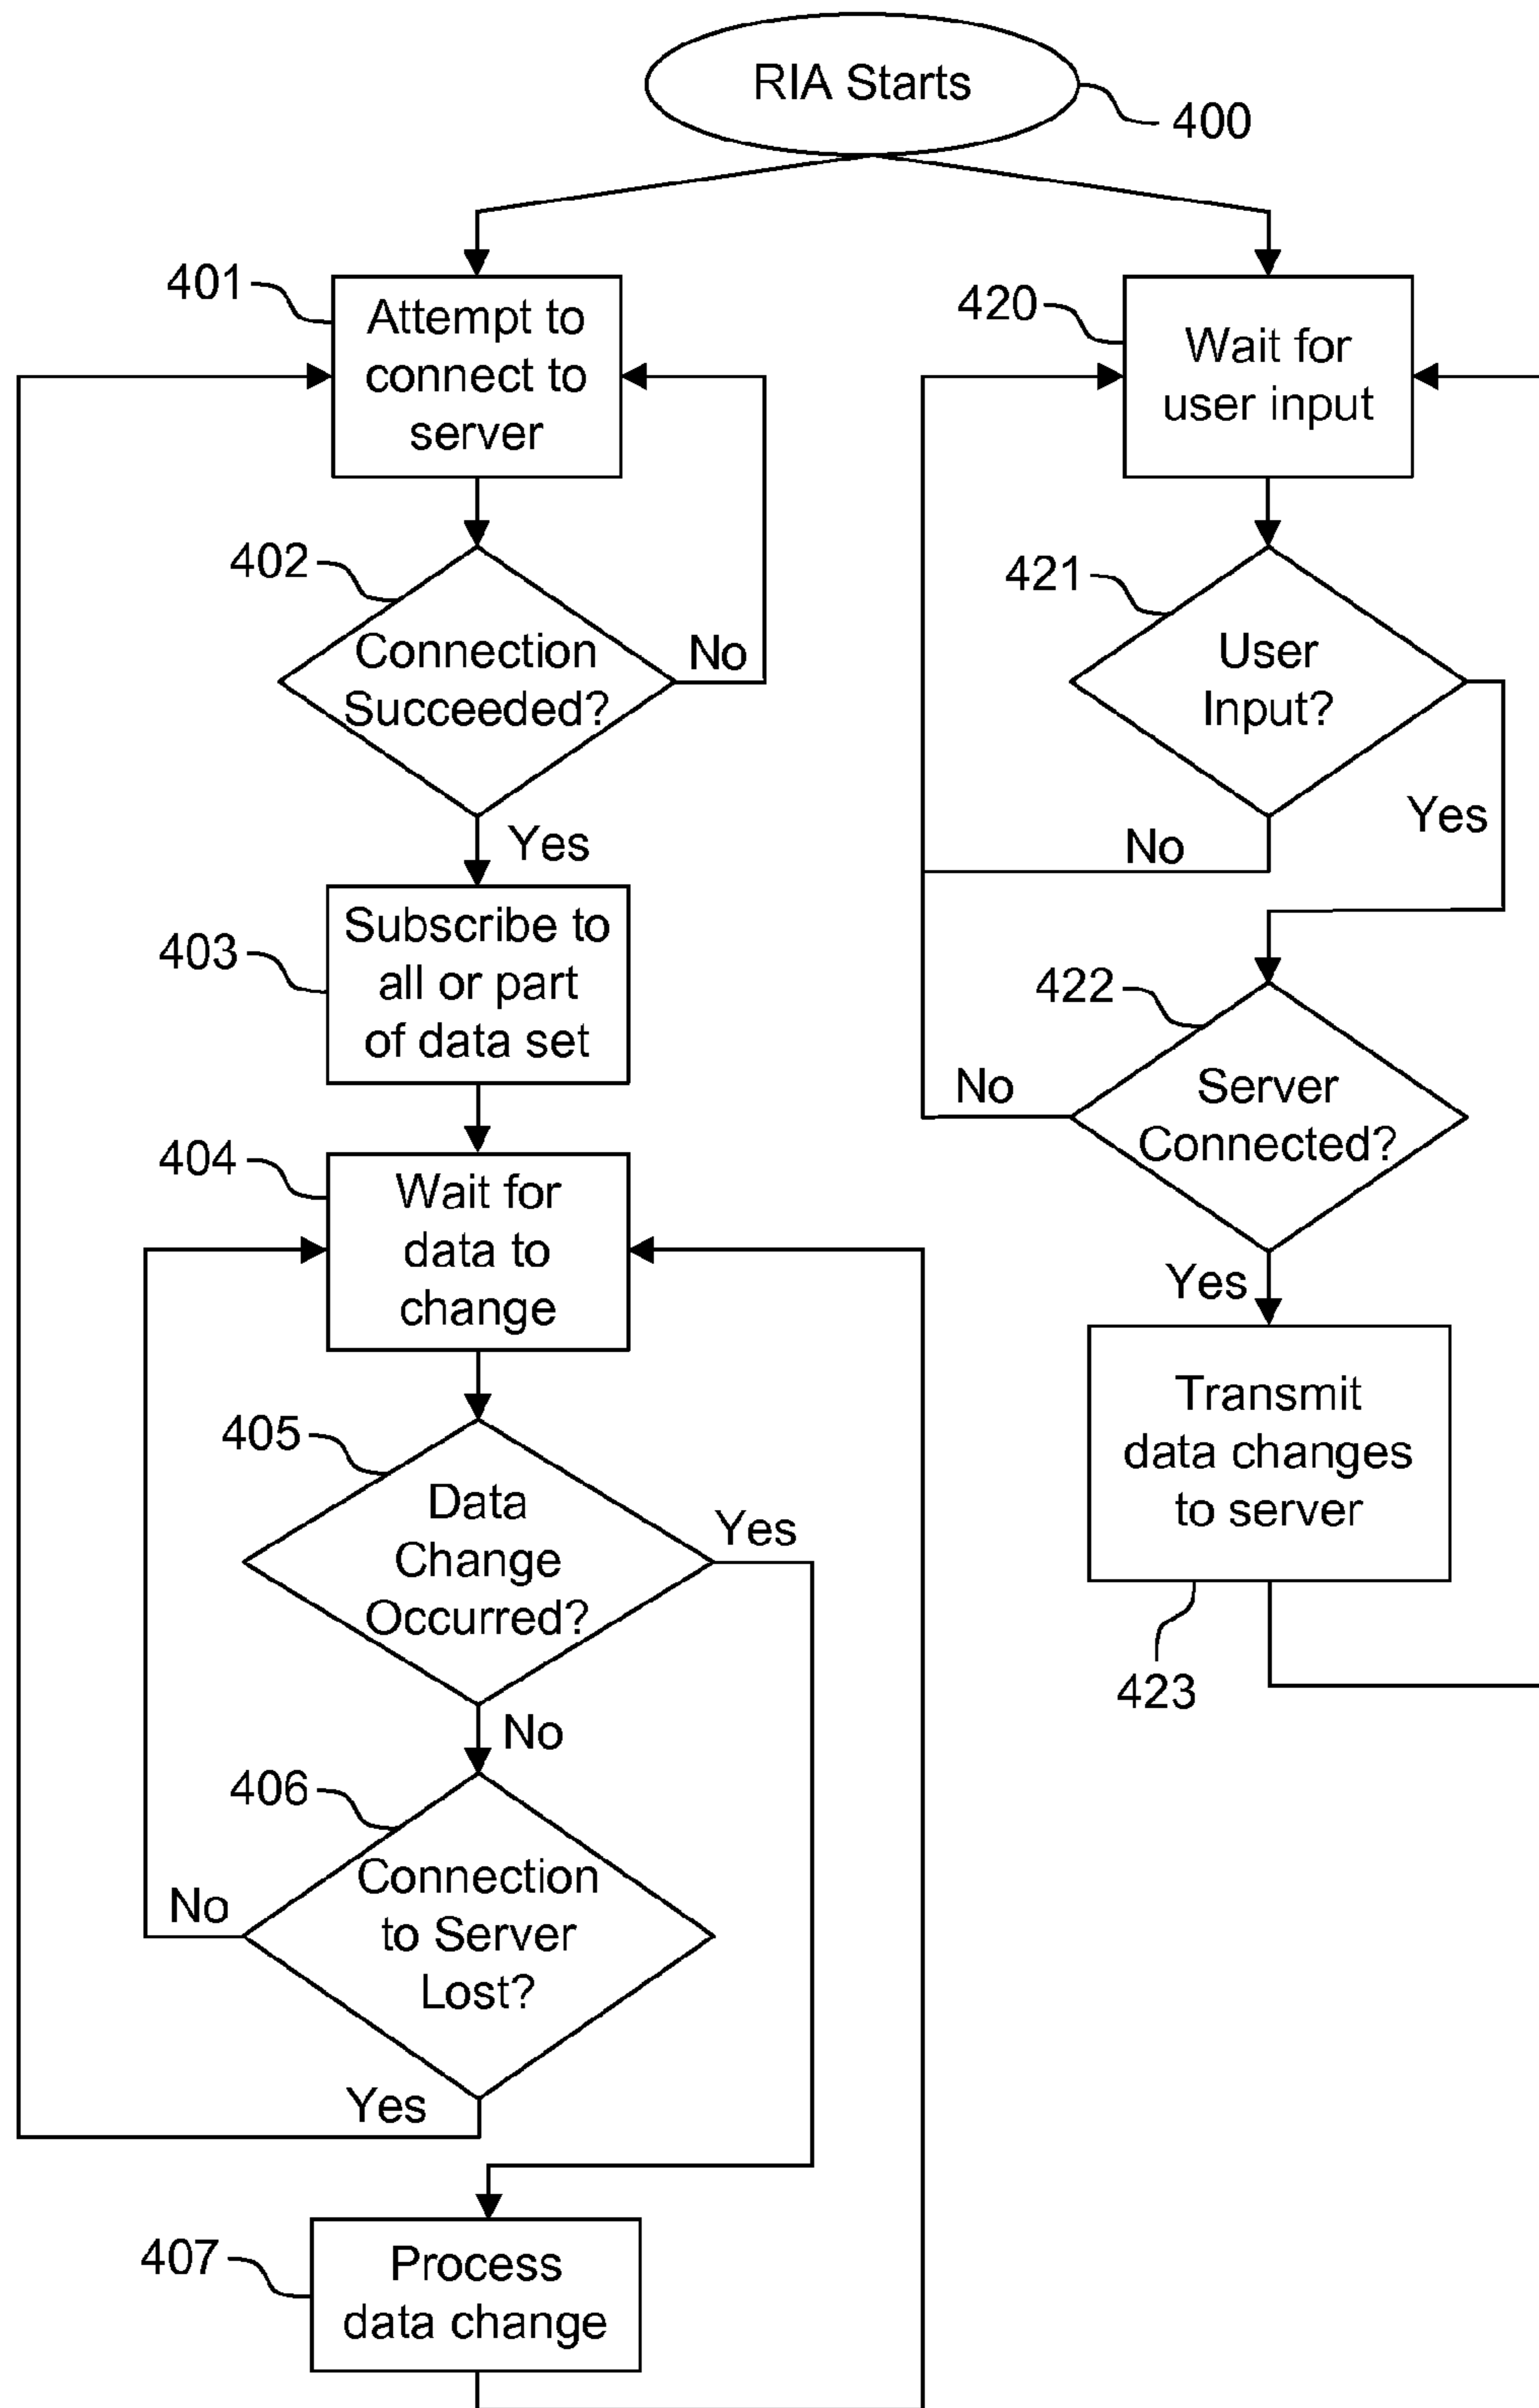 RIA Starts
400
401
Attempt to
connect to
server
402
Connection
Succeeded?
No
Yes
403
Subscribe to
all or part
of data set
404
Wait for
data to
change
405
Data
Change
Occurred?
Yes
No
406
Connection
to Server
Lost?
No
Yes
407
Process
data change
420
Wait for
user input
421
User
Input?
Yes
No
422
Server
Connected?
No
Yes
Transmit
data changes
to server
423